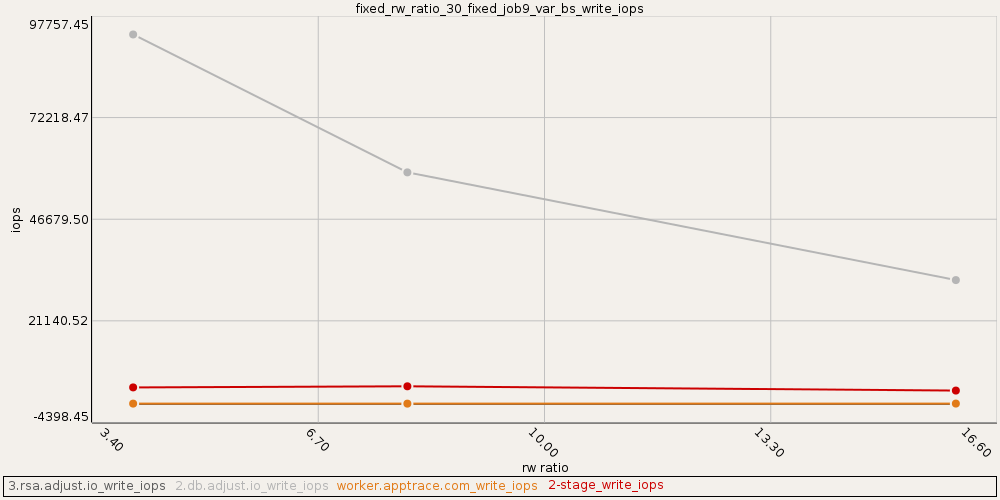 fixed_rw_ratio_30_fixed_job9_var_bs_write_iops
97757.45
72218.47
46679.50
21140.52
-4398.45
iops
3.40
6.70
10.00
13.30
16.60
rw ratio
3.rsa.adjust.io_write_iops 2.db.adjust.io_write_iops worker.apptrace.com_write_iops 2-stage_write_iops